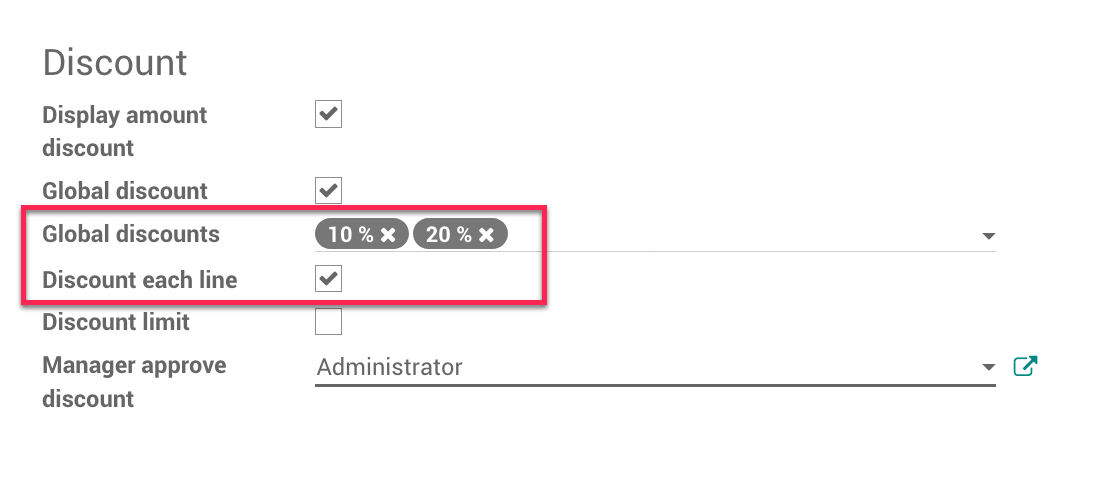 Discount
Display amount
discount
Global discount
Global discounts 10 % 20 %
Discount each line
Discount limit
Manager approve Administrator
discount